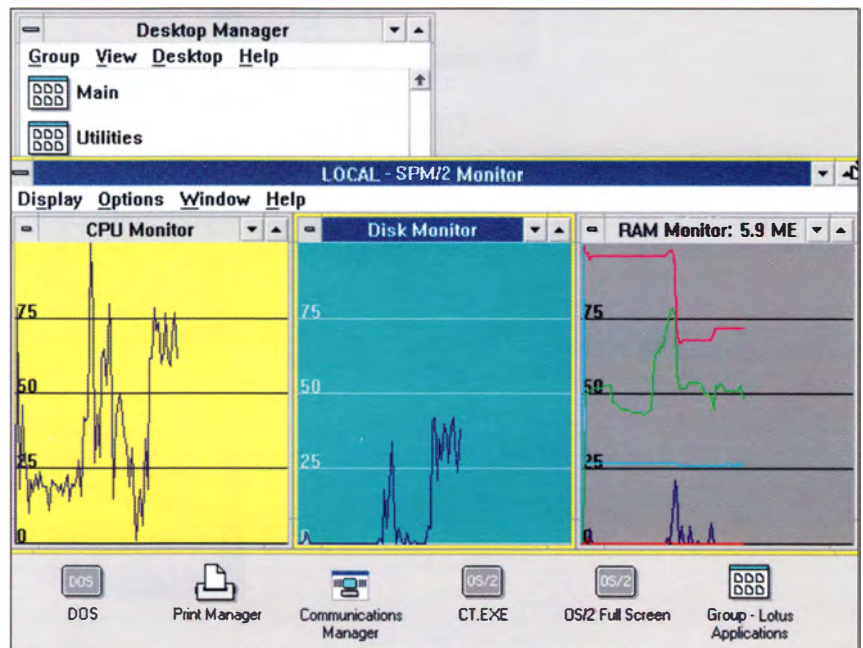 Desktop Manager
Group View Desktop Help
Main
Utilities
LOCAL - SPM/2 Monitor
Display Options Window Help
CPU Monitor
75
50
25
0
Disk Monitor
75
50
25
0
RAM Monitor: 5.9 ME
75
50
25
0
DOS
DOS
Print Manager
Communications
Manager
OS/2
CT.EXE
OS/2
OS/2 Full Screen
Group - Lotus
Applications